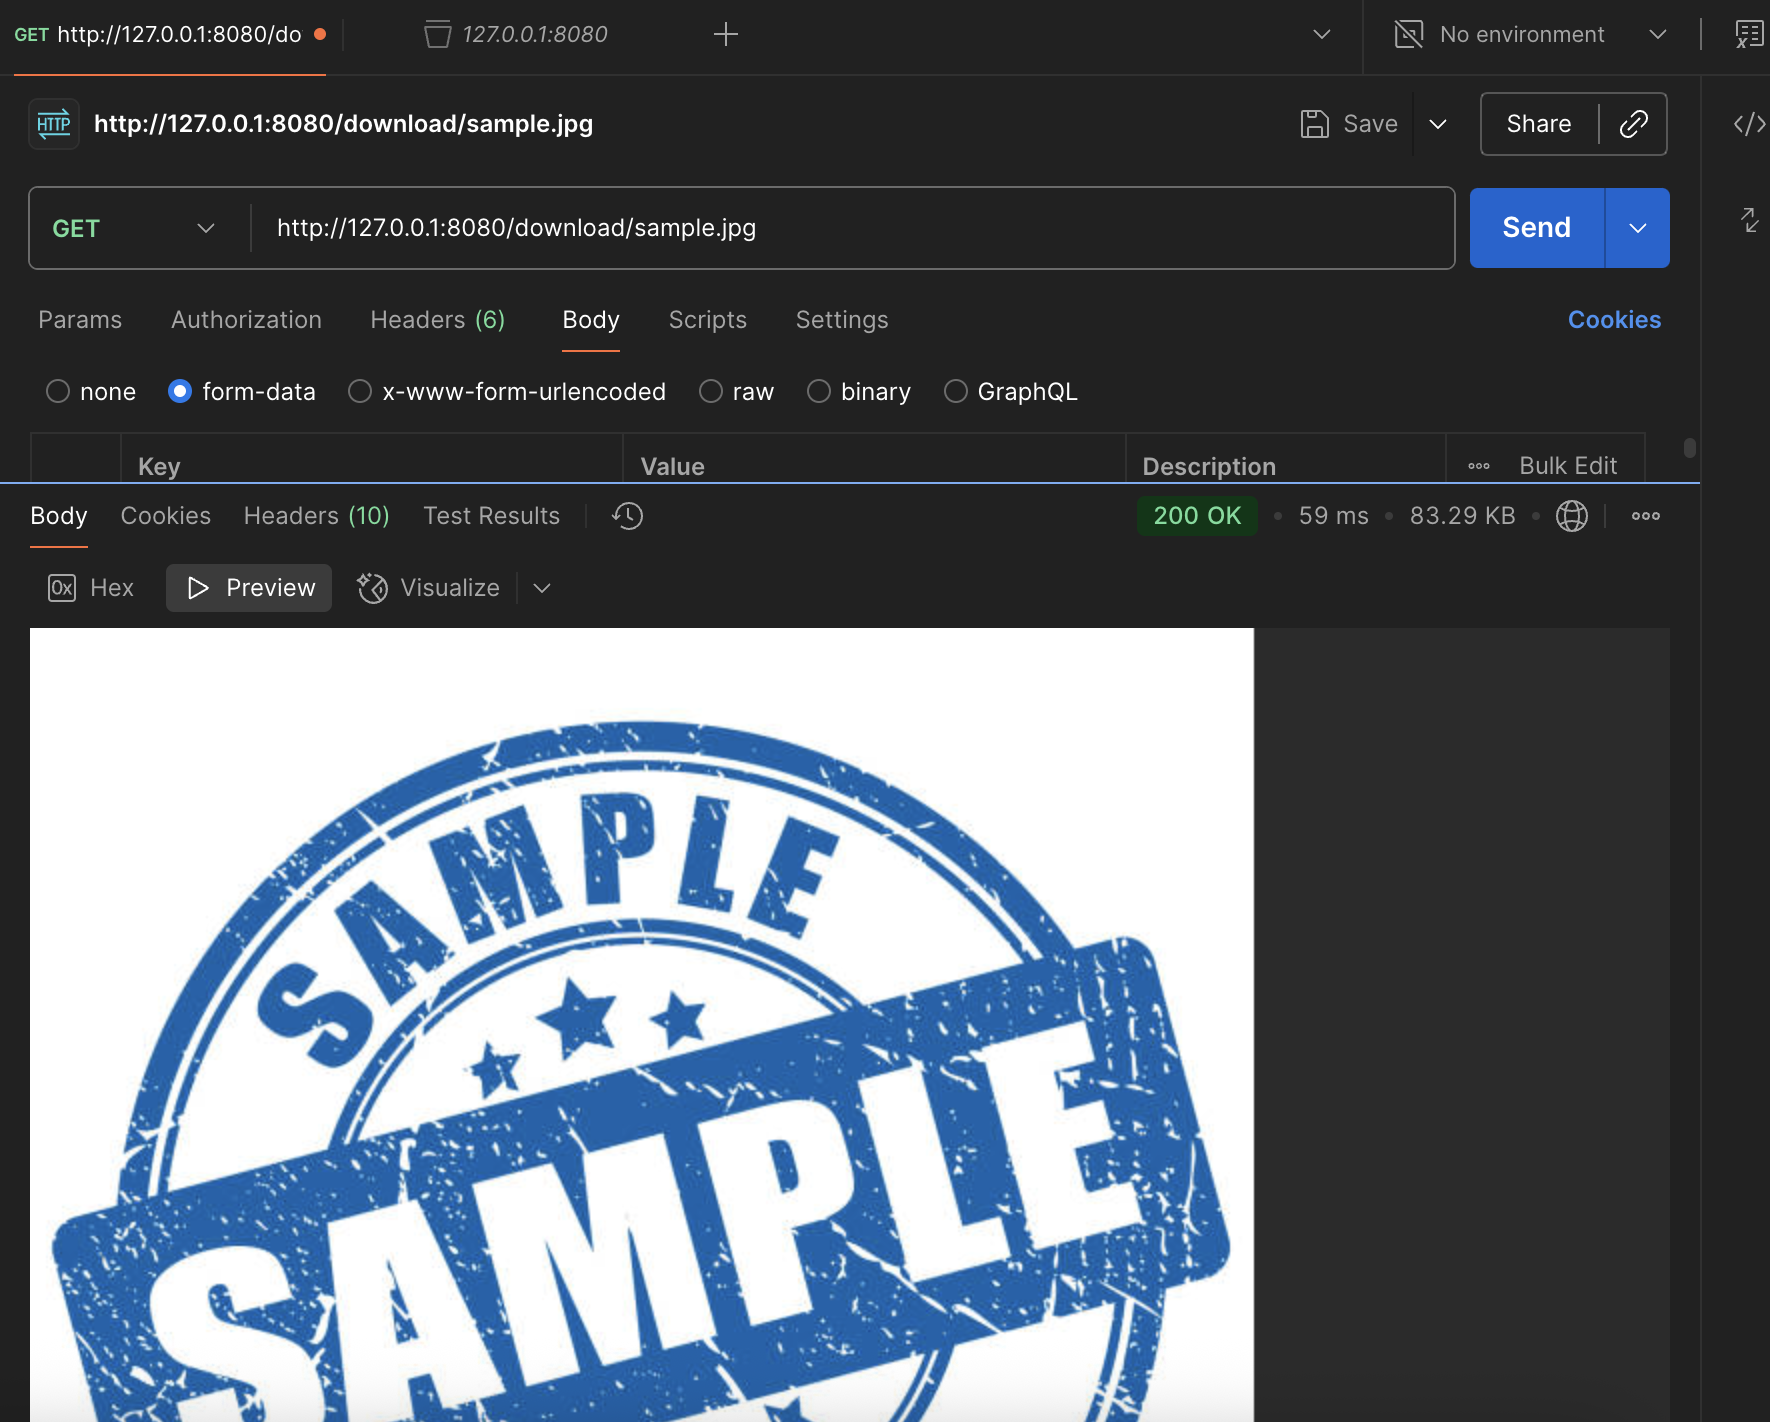 GET http://127.0.0.1:8080/do
127.0.0.1:8080
No environment
HTTP http://127.0.0.1:8080/download/sample.jpg
Save
Share
GET http://127.0.0.1:8080/download/sample.jpg
Send
Params Authorization Headers (6) Body Scripts Settings Cookies
none form-data x-www-form-urlencoded raw binary GraphQL
Key Value Description Bulk Edit
Body Cookies Headers (10) Test Results 200 OK 59 ms 83.29 KB
0x Hex Preview Visualize
SAMPLE
SAMPLE